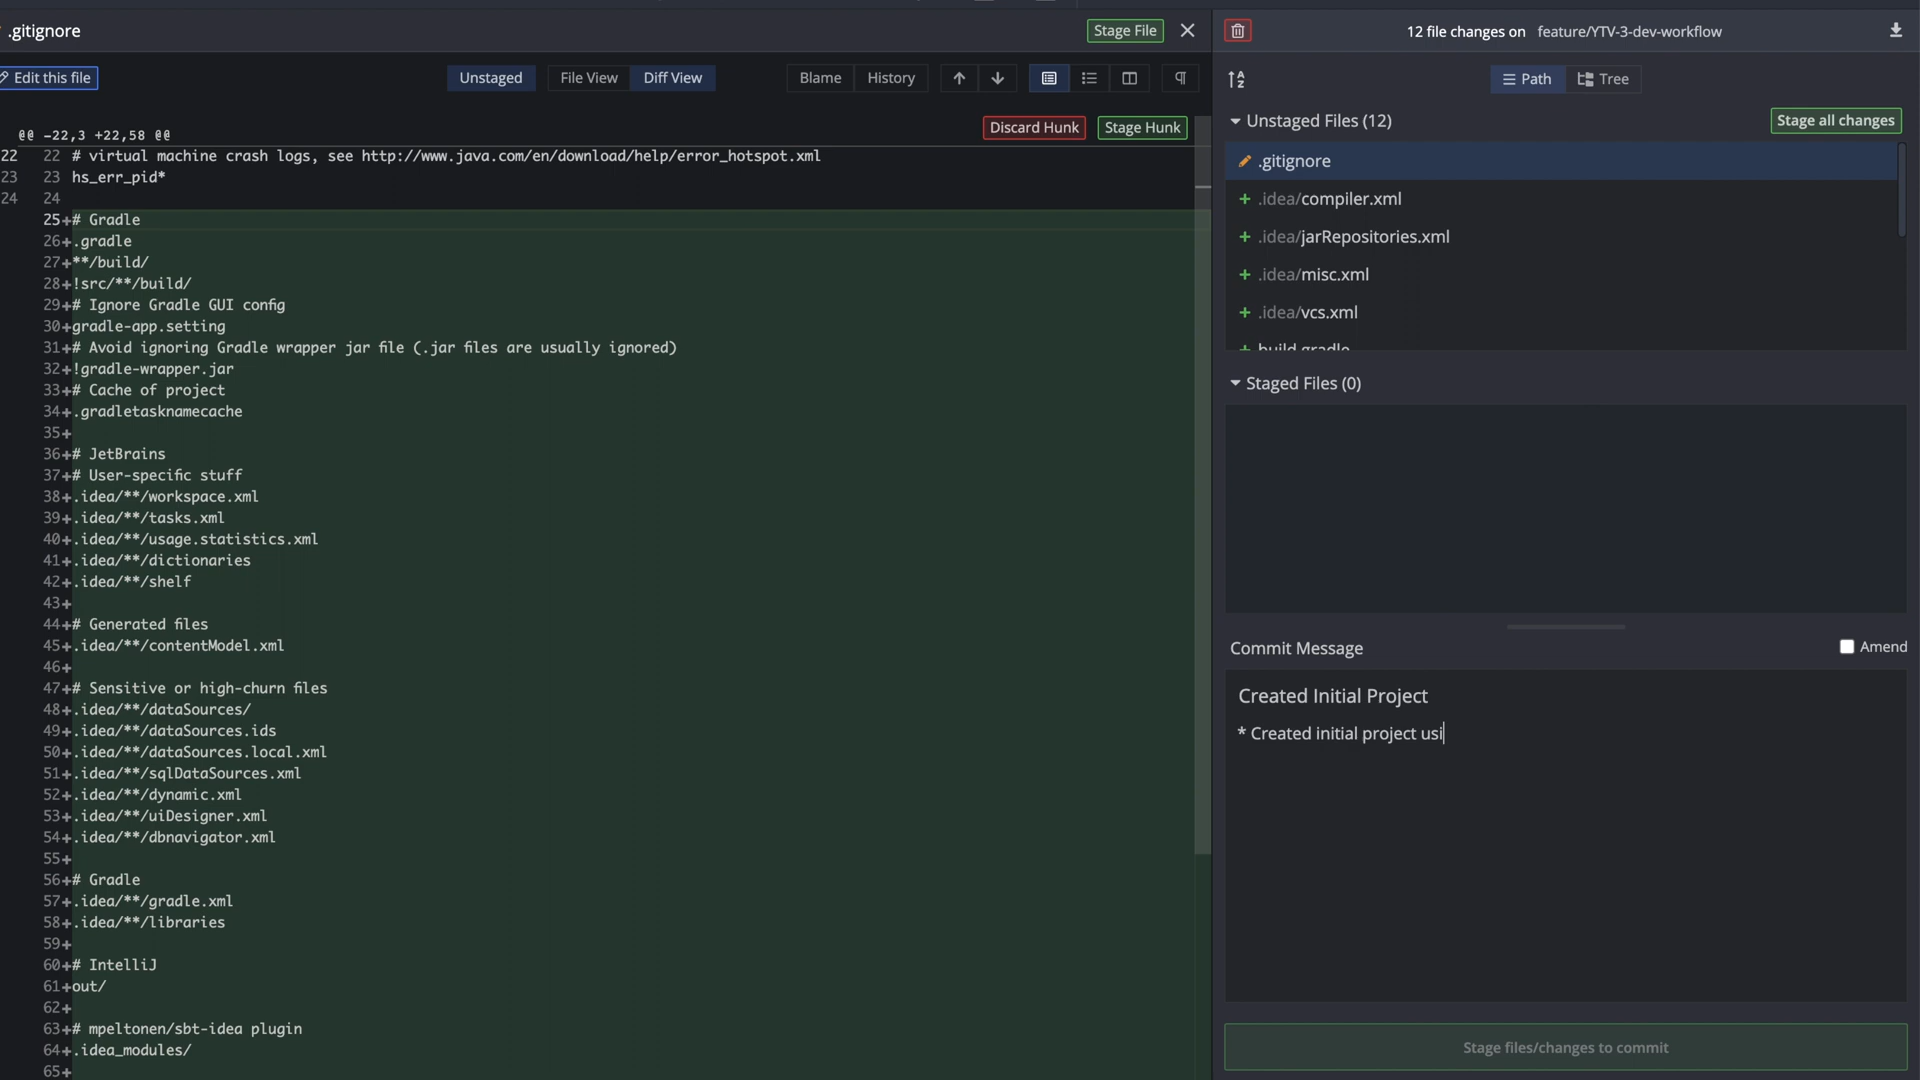 .gitignore
Stage File
12 file changes on feature/YTV-3-dev-workflow
Edit this file
Unstaged
File View
Diff View
Blame
History
Path
Tree
@@ -22,3 +22,58 @@
Discard Hunk
Stage Hunk
22 22 # virtual machine crash logs, see http://www.java.com/en/download/help/error_hotspot.xml
23 23 hs_err_pid*
24 24
25+# Gradle
26+.gradle
27+**/build/
28+!src/**/build/
29+# Ignore Gradle GUI config
30+gradle-app.setting
31+# Avoid ignoring Gradle wrapper jar file (.jar files are usually ignored)
32+!gradle-wrapper.jar
33+# Cache of project
34+.gradletasknamecache
35+
36+# JetBrains
37+# User-specific stuff
38+.idea/**/workspace.xml
39+.idea/**/tasks.xml
40+.idea/**/usage.statistics.xml
41+.idea/**/dictionaries
42+.idea/**/shelf
43+
44+# Generated files
45+.idea/**/contentModel.xml
46+
47+# Sensitive or high-churn files
48+.idea/**/dataSources/
49+.idea/**/dataSources.ids
50+.idea/**/dataSources.local.xml
51+.idea/**/sqlDataSources.xml
52+.idea/**/dynamic.xml
53+.idea/**/uiDesigner.xml
54+.idea/**/dbnavigator.xml
55+
56+# Gradle
57+.idea/**/gradle.xml
58+.idea/**/libraries
59+
60+# IntelliJ
61+out/
62+
63+# mpeltonen/sbt-idea plugin
64+.idea_modules/
65+
Unstaged Files (12)
Stage all changes
.gitignore
+ .idea/compiler.xml
+ .idea/jarRepositories.xml
+ .idea/misc.xml
+ .idea/vcs.xml
+ build.gradle
Staged Files (0)
Commit Message
Amend
Created Initial Project
* Created initial project usi
Stage files/changes to commit